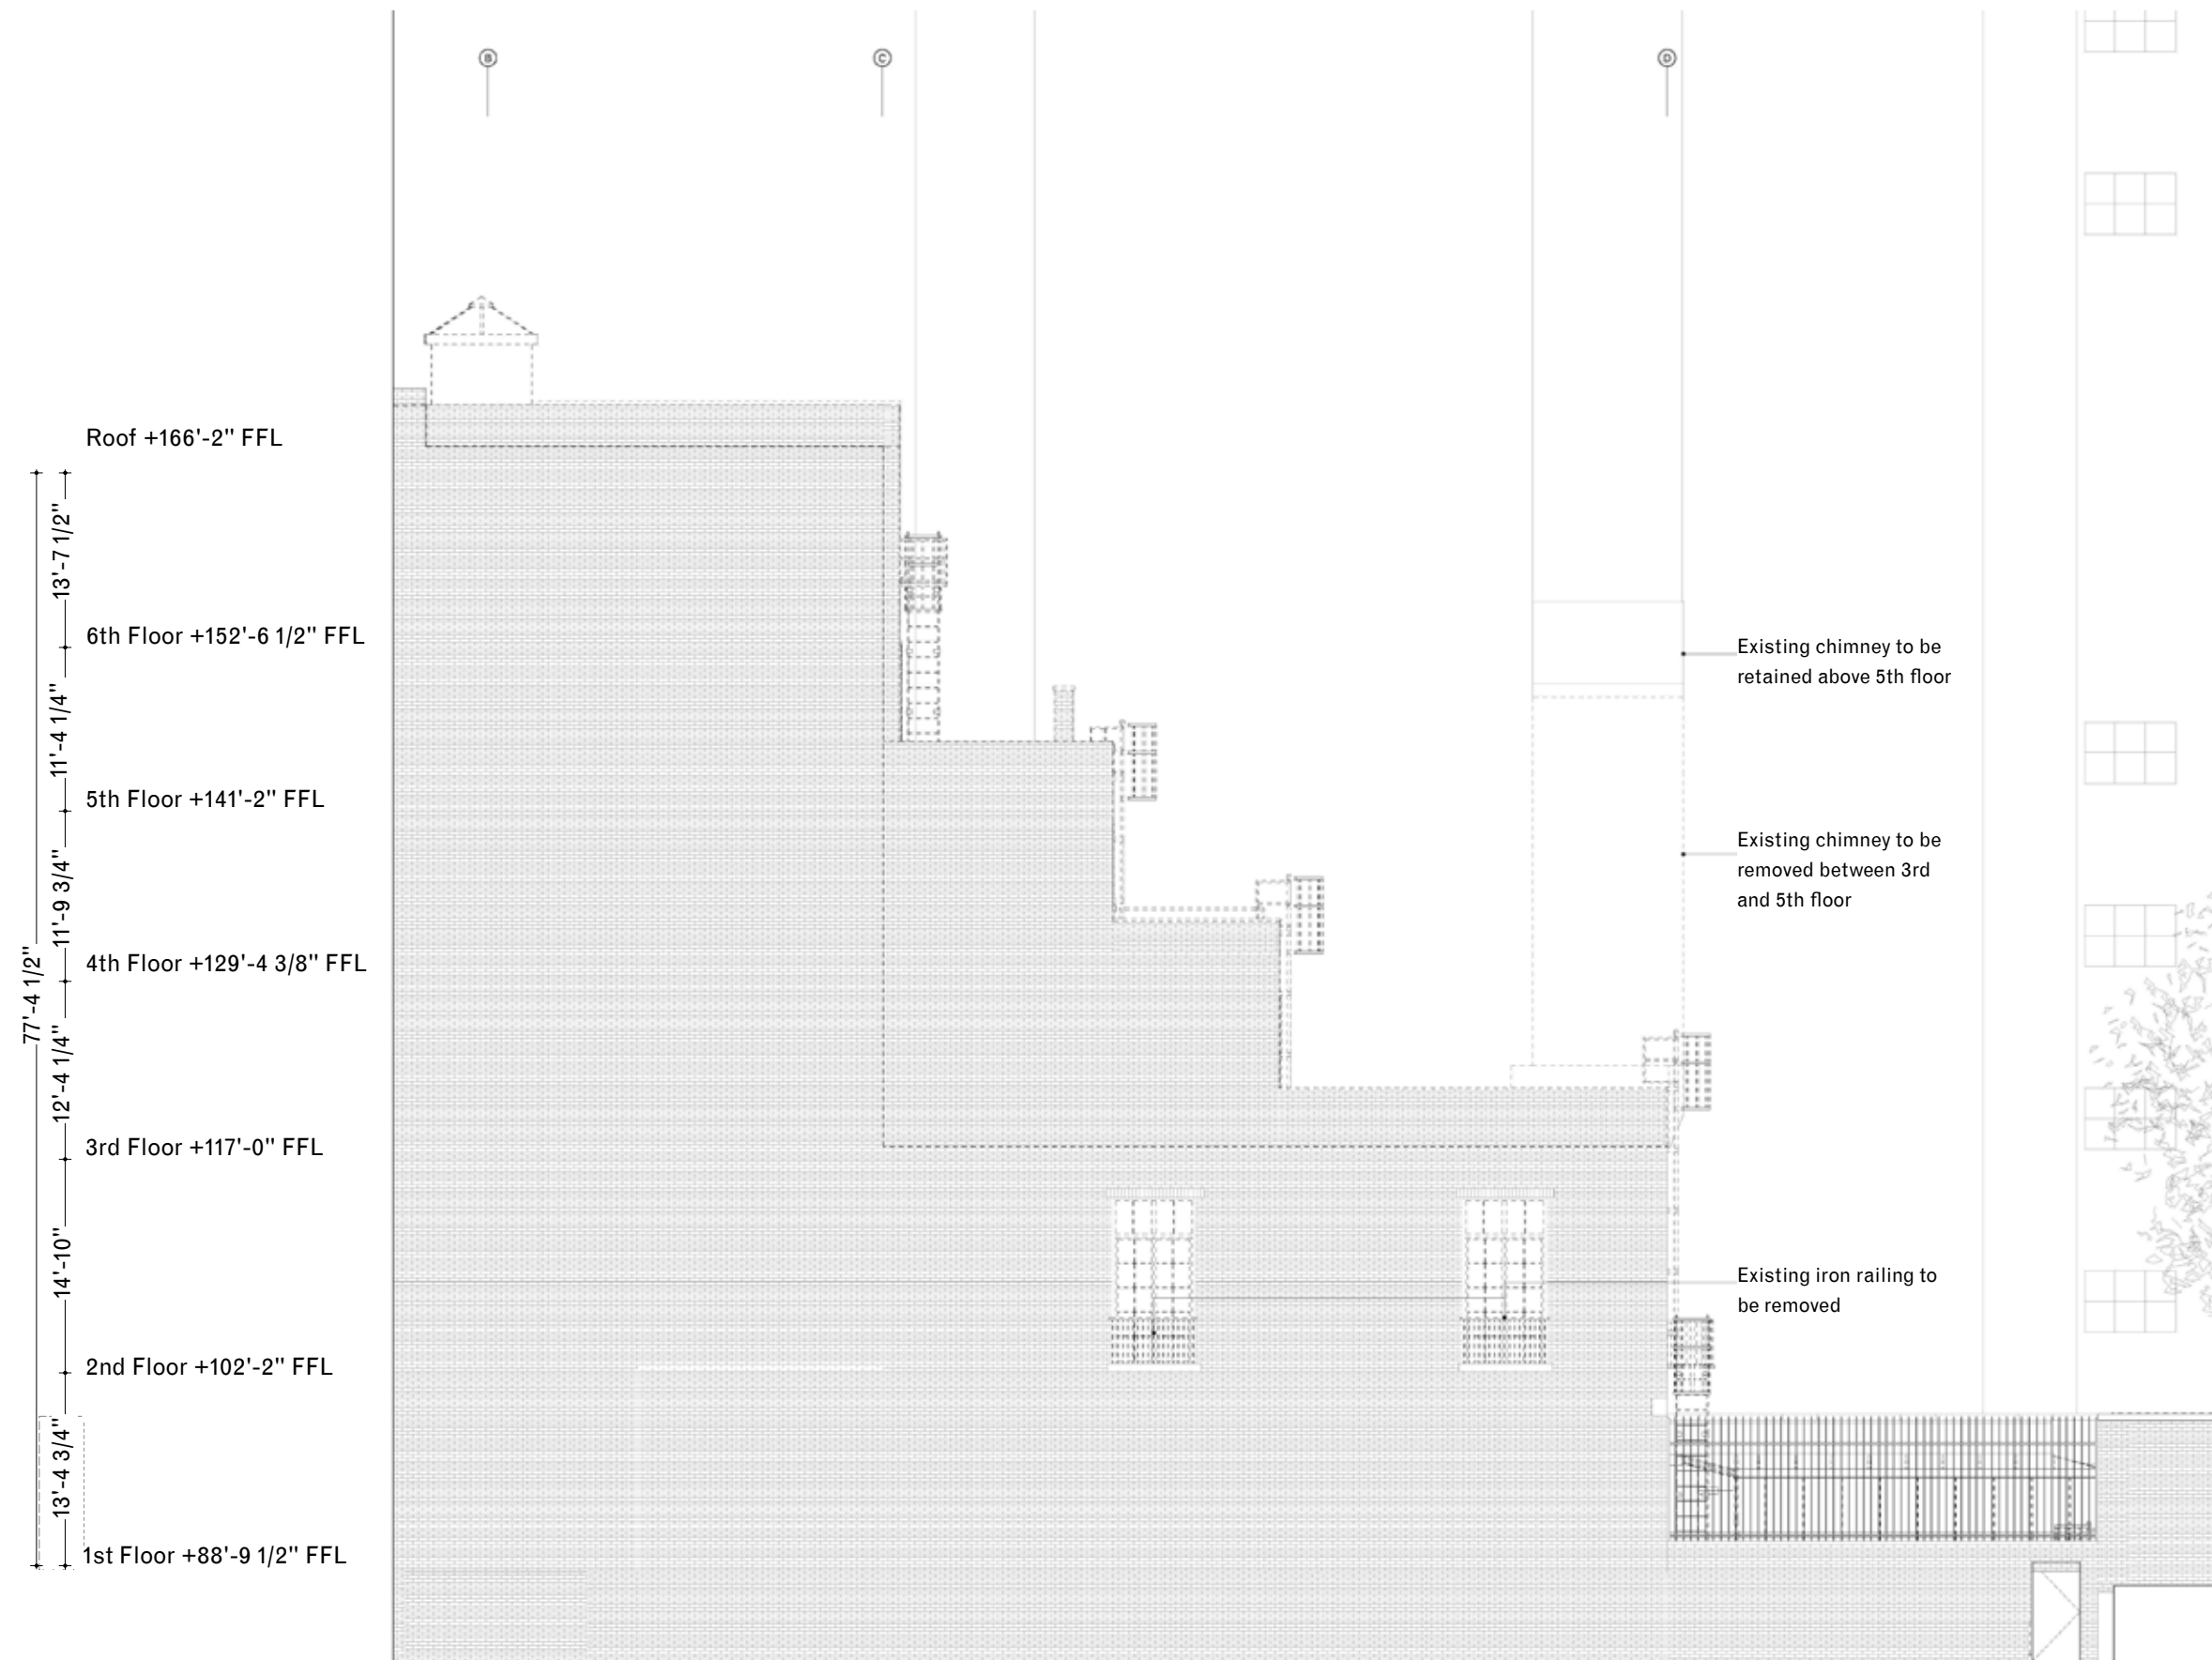 B
C
D
Roof +166'-2" FFL
13'-7 1/2"
6th Floor +152'-6 1/2" FFL
11'-4 1/4"
5th Floor +141'-2" FFL
11'-9 3/4"
4th Floor +129'-4 3/8" FFL
77'-4 1/2"
12'-4 1/4"
3rd Floor +117'-0" FFL
14'-10"
2nd Floor +102'-2" FFL
13'-4 3/4"
1st Floor +88'-9 1/2" FFL
Existing chimney to be
retained above 5th floor
Existing chimney to be
removed between 3rd
and 5th floor
Existing iron railing to
be removed